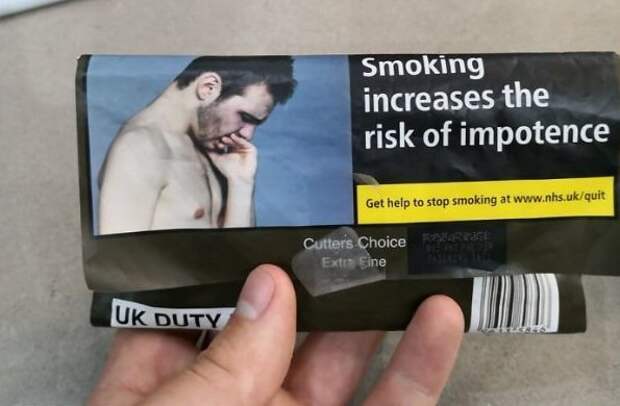 Smoking
increases the
risk of impotence
Get help to stop smoking at www.nhs.uk/quit
Cutters Choice
Extra Fine
UK DUTY